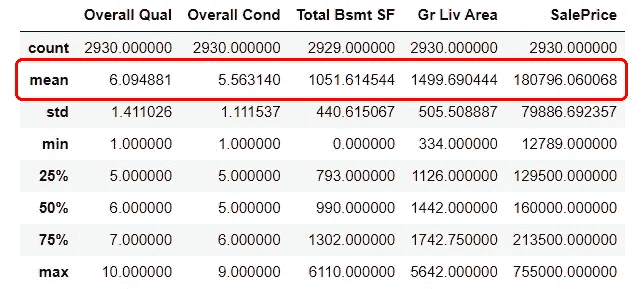 Overall Qual Overall Cond Total Bsmt SF Gr Liv Area SalePrice
count 2930.000000 2930.000000 2929.000000 2930.000000 2930.000000
mean 6.094881 5.563140 1051.614544 1499.690444 180796.060068
std 1.411026 1.111537 440.615067 505.508887 79886.692357
min 1.000000 1.000000 0.000000 334.000000 12789.000000
25% 5.000000 5.000000 793.000000 1126.000000 129500.000000
50% 6.000000 5.000000 990.000000 1442.000000 160000.000000
75% 7.000000 6.000000 1302.000000 1742.750000 213500.000000
max 10.000000 9.000000 6110.000000 5642.000000 755000.000000